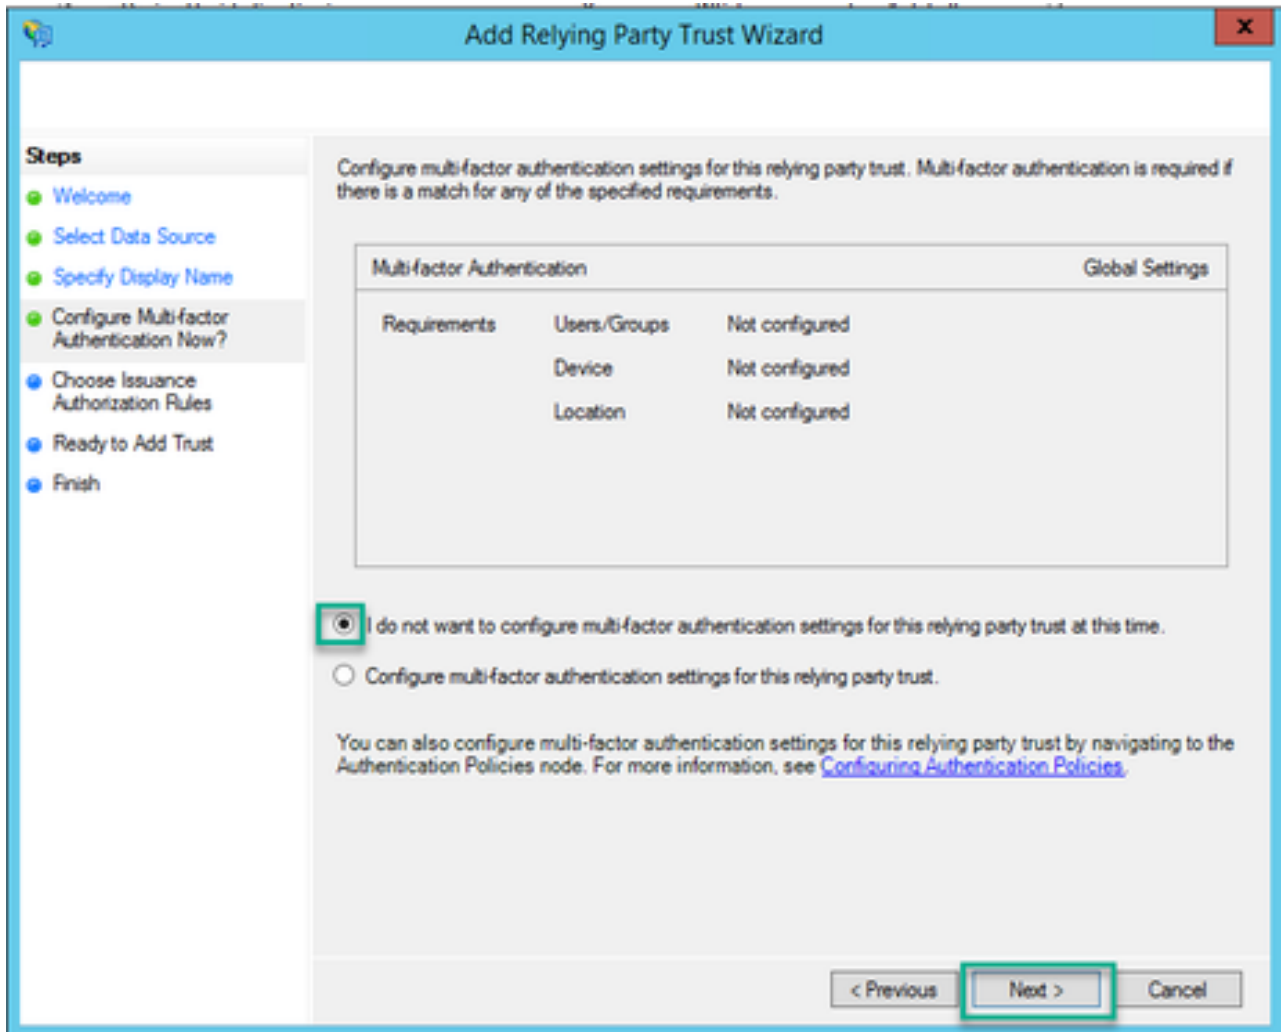 Add Relying Party Trust Wizard
x
Steps
Welcome
Select Data Source
Specify Display Name
Configure Multi-factor
Authentication Now?
Choose Issuance
Authorization Rules
Ready to Add Trust
Finish
Configure multi-factor authentication settings for this relying party trust. Multi-factor authentication is required if
there is a match for any of the specified requirements.
Multi-factor Authentication Global Settings
Requirements Users/Groups Not configured
Device Not configured
Location Not configured
I do not want to configure multi-factor authentication settings for this relying party trust at this time.
Configure multi-factor authentication settings for this relying party trust.
You can also configure multi-factor authentication settings for this relying party trust by navigating to the
Authentication Policies node. For more information, see Configuring Authentication Policies.
< Previous Next > Cancel